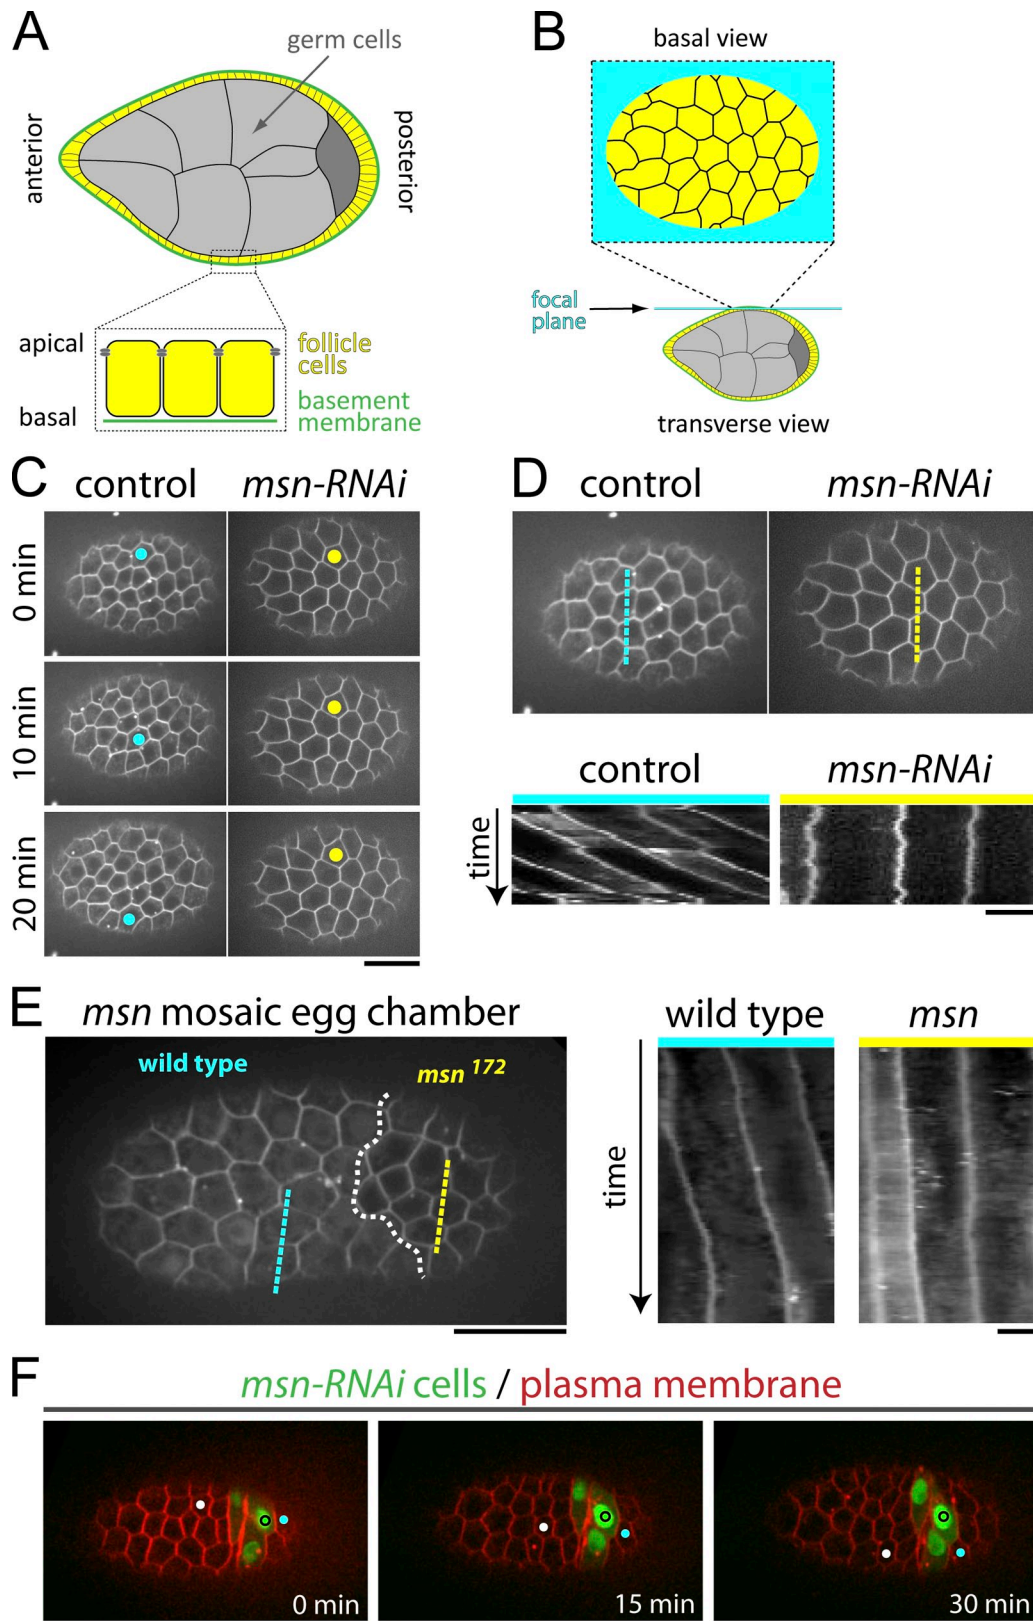 A
germ cells
anterior
posterior
apical
basal
follicle
cells
basement
membrane
B
basal view
focal
plane
transverse view
C
control
msn-RNAi
0 min
10 min
20 min
D
control
msn-RNAi
control
msn-RNAi
time
E
msn mosaic egg chamber
wild type
msn 172
wild type
msn
time
F
msn-RNAi cells / plasma membrane
0 min
15 min
30 min